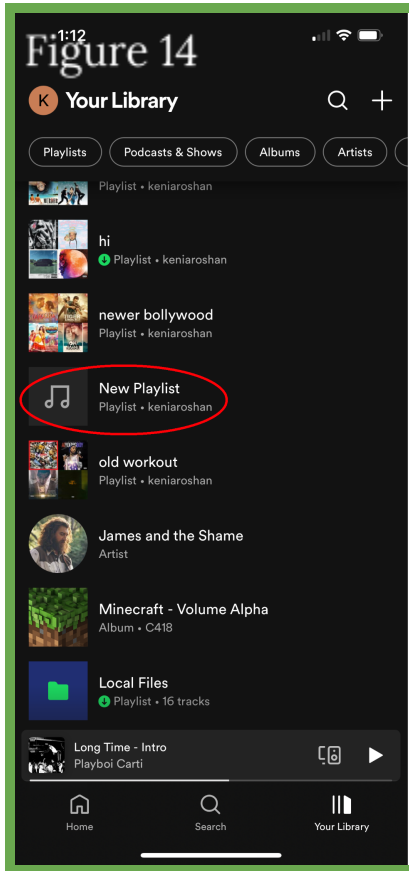 1:12
Figure 14
K Your Library
Playlists Podcasts & Shows Albums Artists
Playlist • keniaroshan
hi
Playlist • keniaroshan
newer bollywood
Playlist • keniaroshan
New Playlist
Playlist • keniaroshan
old workout
Playlist • keniaroshan
James and the Shame
Artist
Minecraft - Volume Alpha
Album • C418
Local Files
Playlist • 16 tracks
Long Time - Intro
Playboi Carti
Home Search Your Library